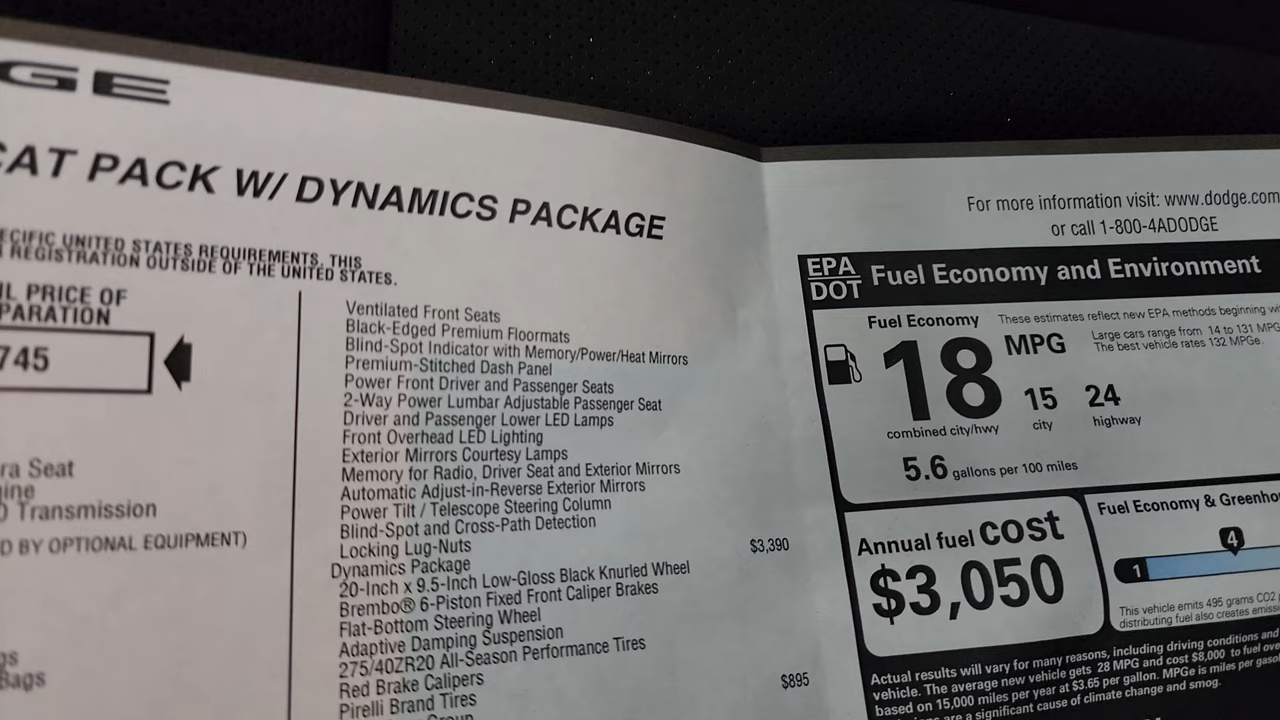 GE
CAT PACK W/ DYNAMICS PACKAGE
ECIFIC UNITED STATES REQUIREMENTS. THIS
REGISTRATION OUTSIDE OF THE UNITED STATES.
IL PRICE OF
PARATION
745
ra Seat
ine
Transmission
D BY OPTIONAL EQUIPMENT)
gs
Bags
Ventilated Front Seats
Black-Edged Premium Floormats
Blind-Spot Indicator with Memory/Power/Heat Mirrors
Premium-Stitched Dash Panel
Power Front Driver and Passenger Seats
2-Way Power Lumbar Adjustable Passenger Seat
Driver and Passenger Lower LED Lamps
Front Overhead LED Lighting
Exterior Mirrors Courtesy Lamps
Memory for Radio, Driver Seat and Exterior Mirrors
Automatic Adjust-in-Reverse Exterior Mirrors
Power Tilt / Telescope Steering Column
Blind-Spot and Cross-Path Detection
Locking Lug-Nuts
Dynamics Package $3,390
20-Inch x 9.5-Inch Low-Gloss Black Knurled Wheel
Brembo® 6-Piston Fixed Front Caliper Brakes
Flat-Bottom Steering Wheel
Adaptive Damping Suspension
275/40ZR20 All-Season Performance Tires
Red Brake Calipers
Pirelli Brand Tires
Group $895
For more information visit: www.dodge.com
or call 1-800-4ADODGE
EPA
DOT
Fuel Economy and Environment
Fuel Economy
These estimates reflect new EPA methods beginning
18 MPG
Large cars range from 14 to 131 MPG
The best vehicle rates 132 MPGe.
15 24
combined city/hwy city highway
5.6 gallons per 100 miles
Annual fuel cost
$3,050
Fuel Economy & Greenho
4
1
This vehicle emits 495 grams CO2
distributing fuel also creates emiss
Actual results will vary for many reasons, including driving conditions and
vehicle. The average new vehicle gets 28 MPG and cost $8,000 to fuel ove
based on 15,000 miles per year at $3.65 per gallon. MPGe is miles per gaso
are a significant cause of climate change and smog.